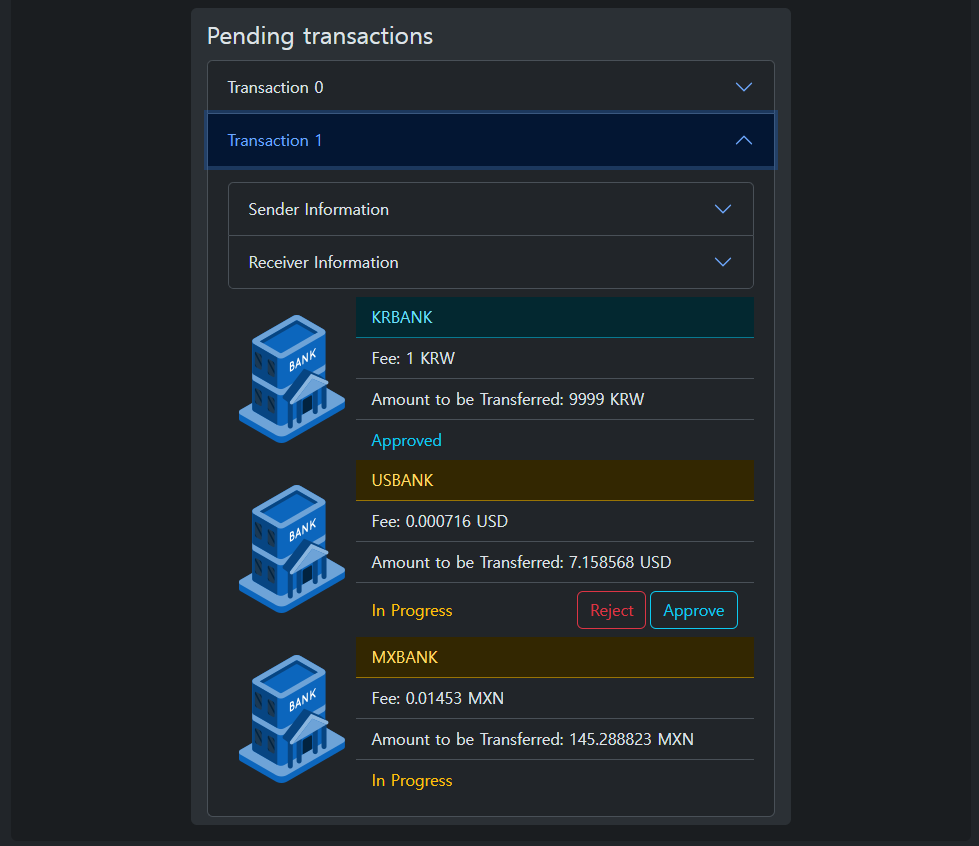 Pending transactions
Transaction 0
Transaction 1
Sender Information
Receiver Information
KRBANK
BANK
Fee: 1 KRW
Amount to be Transferred: 9999 KRW
Approved
USBANK
BANK
Fee: 0.000716 USD
Amount to be Transferred: 7.158568 USD
In Progress Reject Approve
MXBANK
BANK
Fee: 0.01453 MXN
Amount to be Transferred: 145.288823 MXN
In Progress